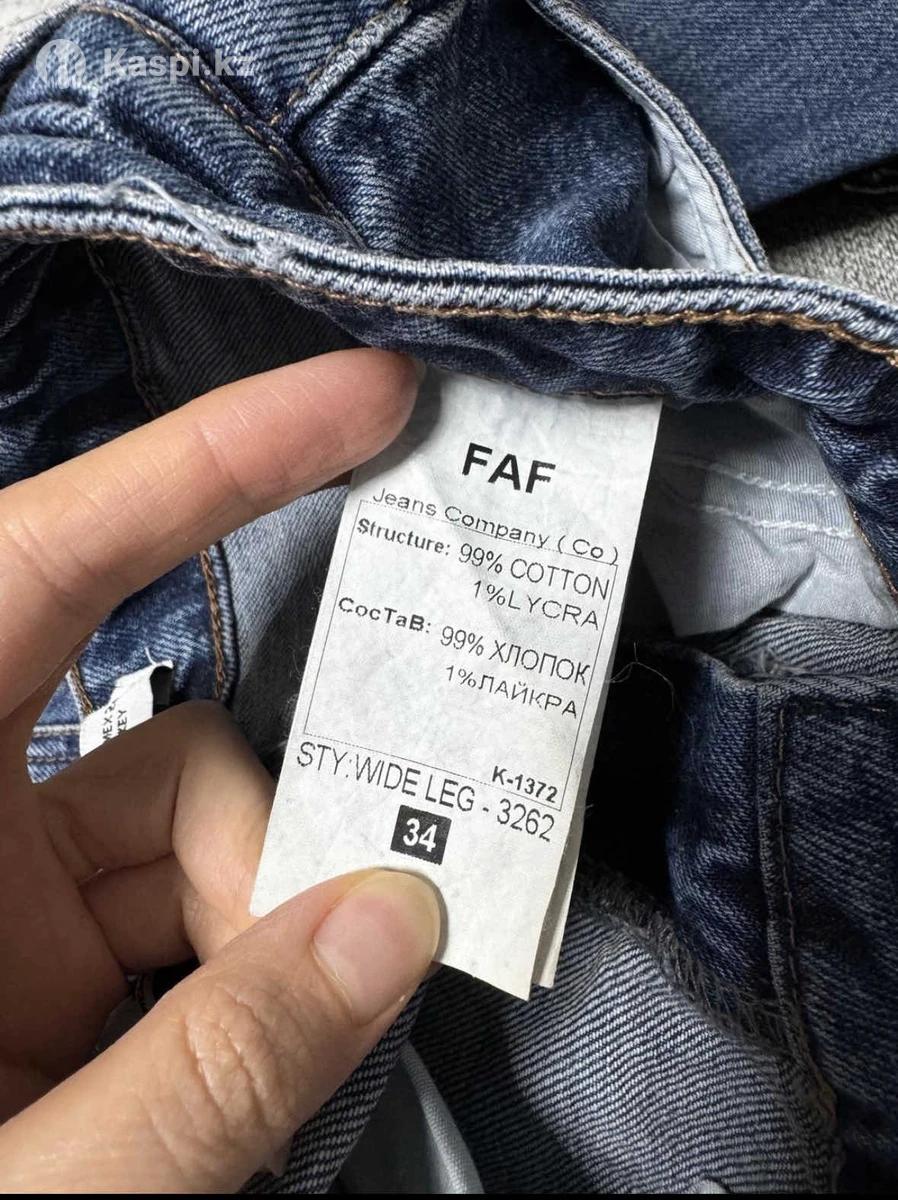 Kaspi.kz
FAF
Jeans Company ( Co )
Structure: 99% COTTON
1%LYCRA
СосТаВ: 99% ХЛОПОК
1%ЛАЙКРА
K-1372
STY:WIDE LEG - 3262
34